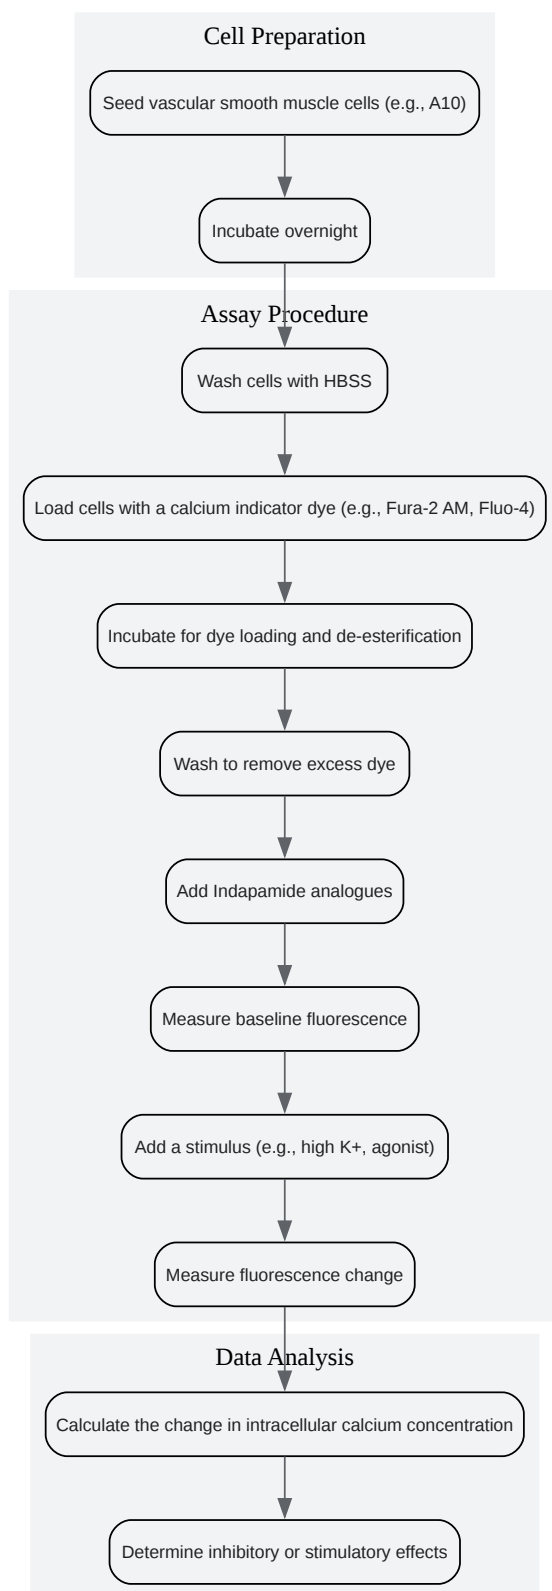 Cell Preparation
Seed vascular smooth muscle cells (e.g., A10)
Incubate overnight
Assay Procedure
Wash cells with HBSS
Load cells with a calcium indicator dye (e.g., Fura-2 AM, Fluo-4)
Incubate for dye loading and de-esterification
Wash to remove excess dye
Add Indapamide analogues
Measure baseline fluorescence
Add a stimulus (e.g., high K+, agonist)
Measure fluorescence change
Data Analysis
Calculate the change in intracellular calcium concentration
Determine inhibitory or stimulatory effects